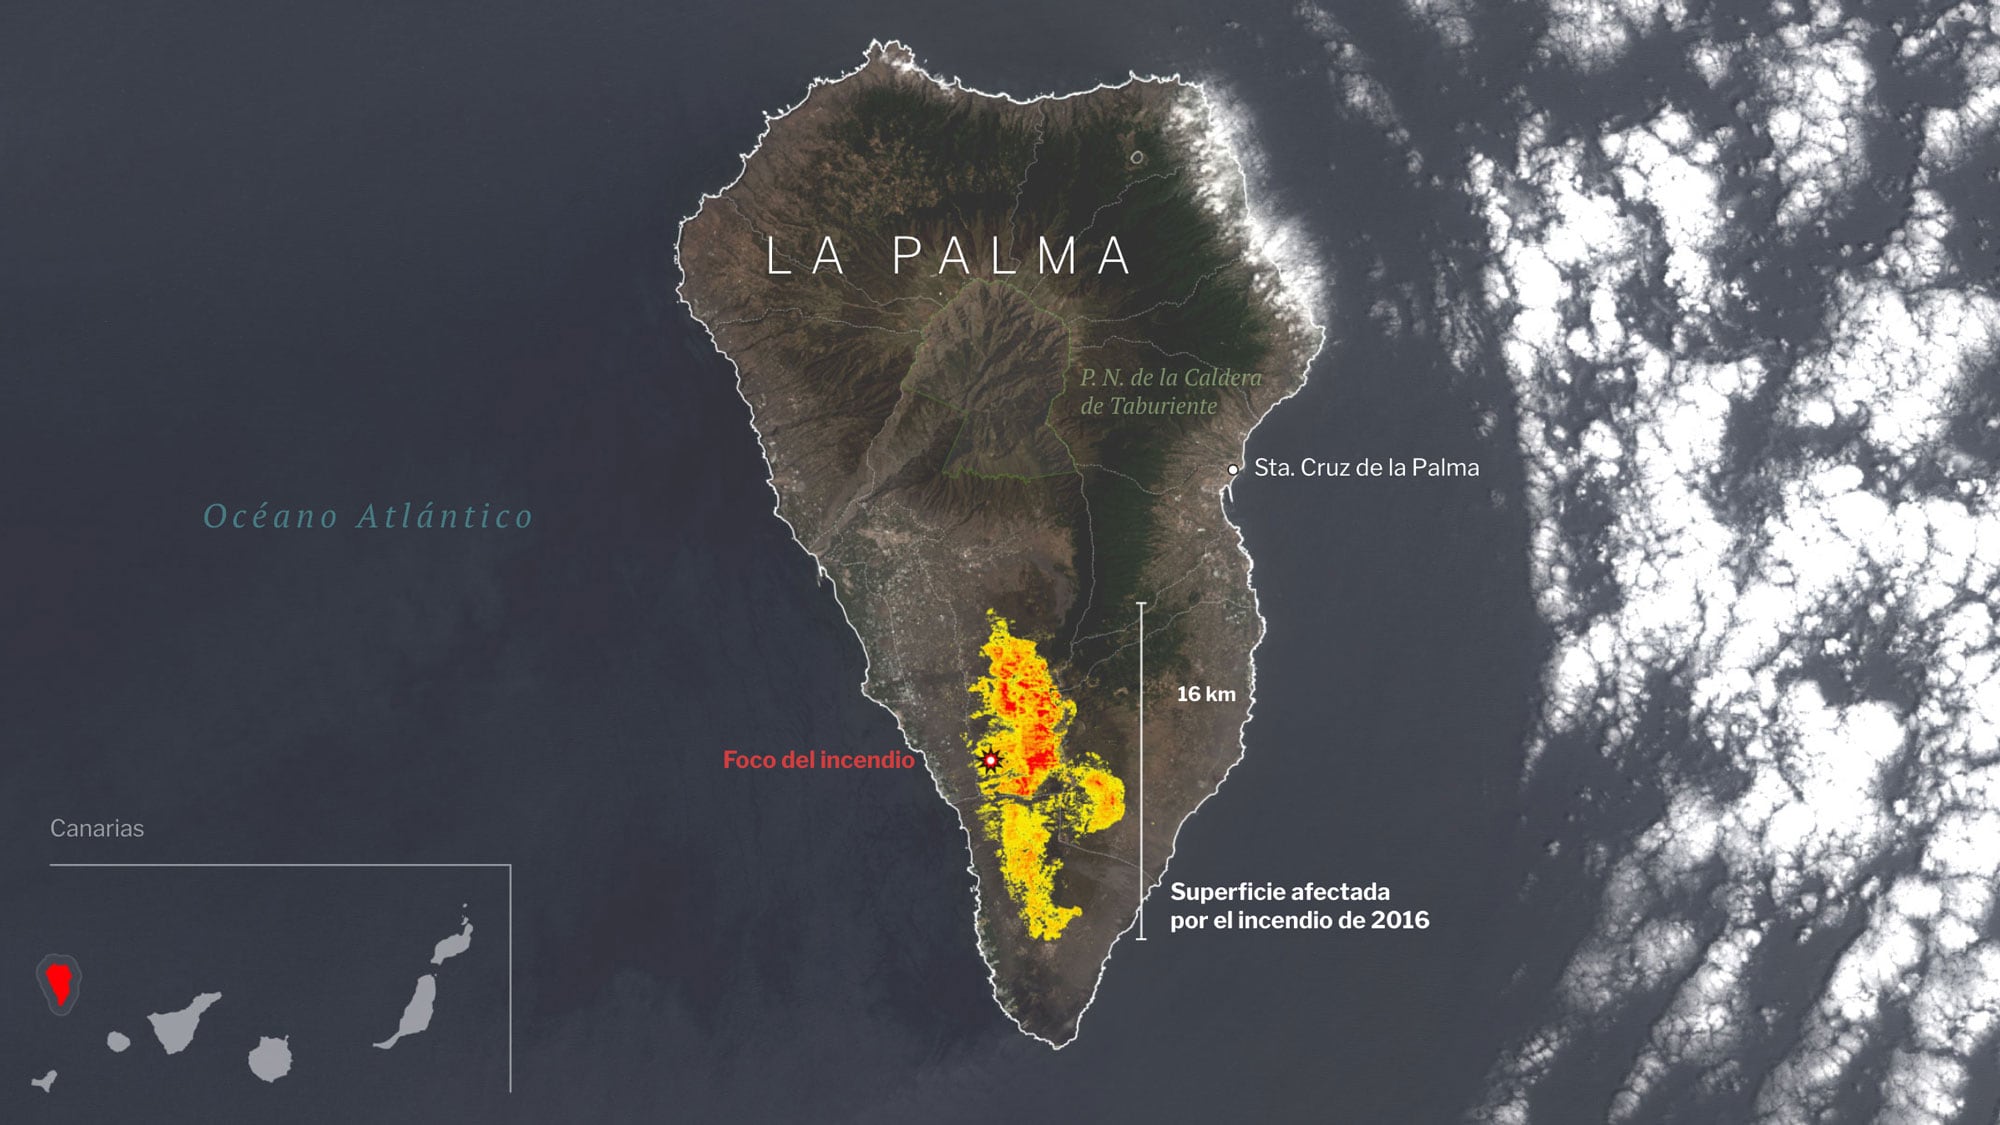 LA PALMA
P. N. de la Caldera
de Taburiente
Sta. Cruz de la Palma
Océano Atlántico
16 km
Foco del incendio
Canarias
Superficie afectada
por el incendio de 2016